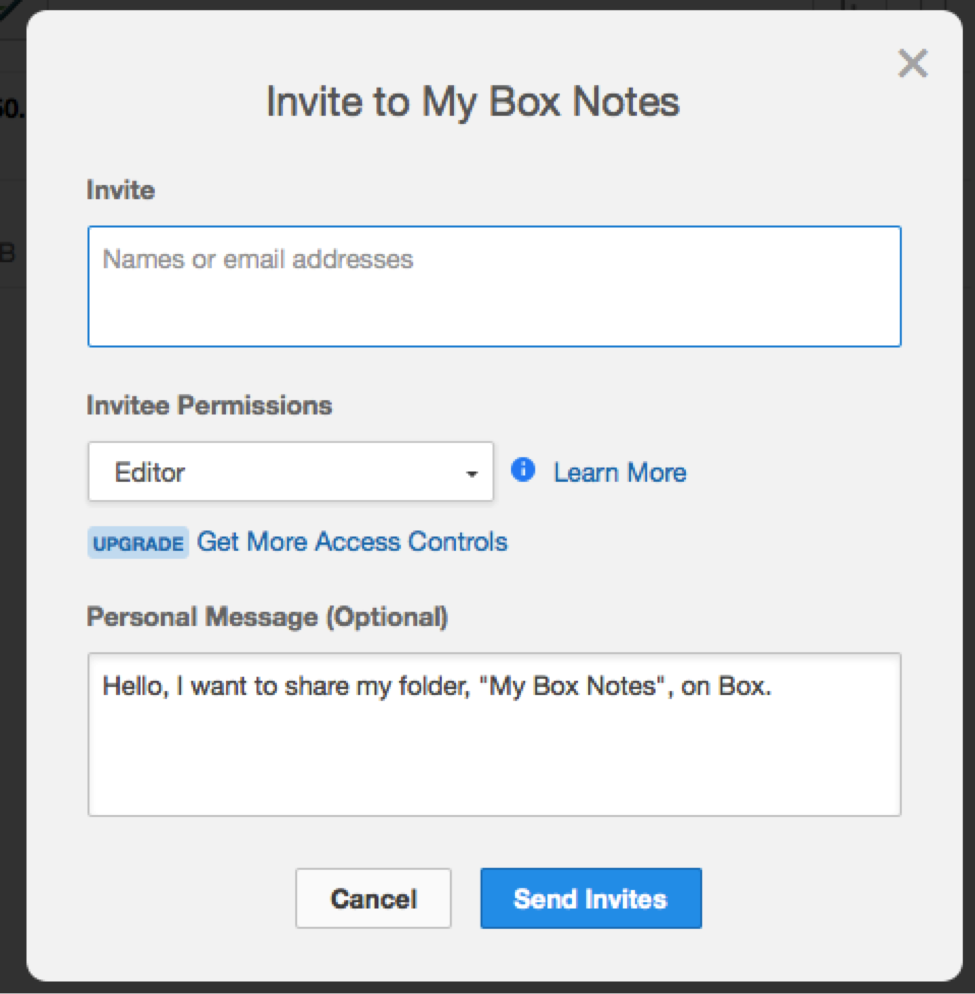 Invite to My Box Notes
Invite
Names or email addresses
Invitee Permissions
Editor
Learn More
UPGRADE Get More Access Controls
Personal Message (Optional)
Hello, I want to share my folder, "My Box Notes", on Box.
Cancel
Send Invites